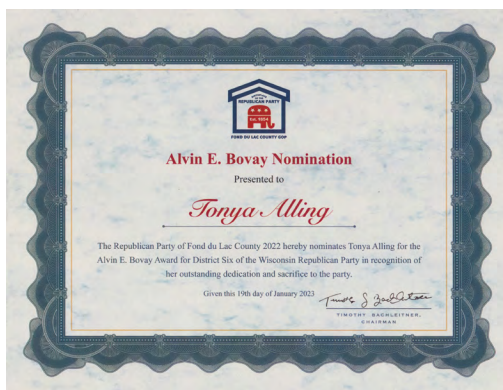 REPUBLICAN PARTY
Est. 1854
FOND DU LAC COUNTY GOP
Alvin E. Bovay Nomination
Presented to
Tonya Alling
The Republican Party of Fond du Lac County 2022 hereby nominates Tonya Alling for the
Alvin E. Bovay Award for District Six of the Wisconsin Republican Party in recognition of
her outstanding dedication and sacrifice to the party.
Given this 19th day of January 2023
TIMOTHY BACHLEITNER,
CHAIRMAN